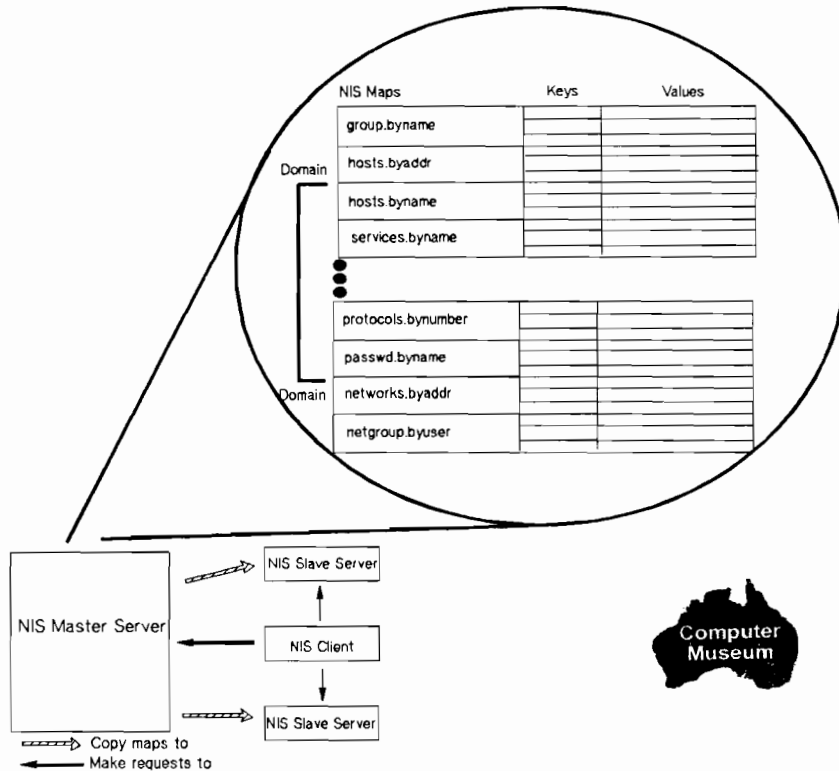 NIS Maps Keys Values
group.byname
hosts.byaddr
Domain
hosts.byname
services.byname
protocols.bynumber
passwd.byname
Domain
networks.byaddr
netgroup.byuser
NIS Master Server
NIS Slave Server
NIS Client
NIS Slave Server
Computer
Museum
Copy maps to
Make requests to